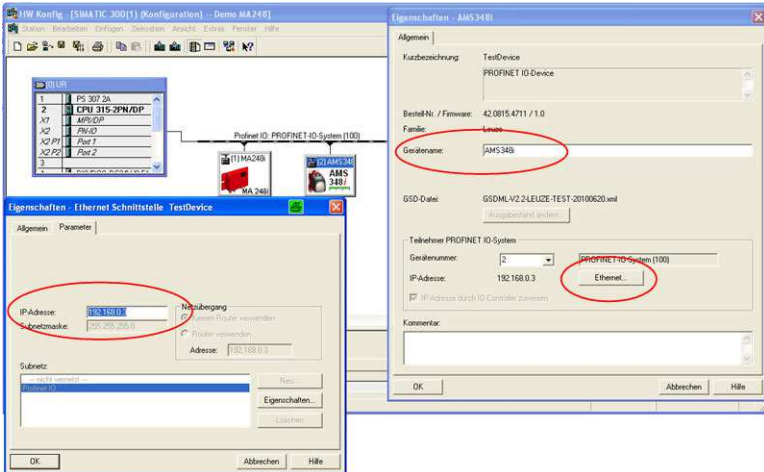 HW Konfig - [SIMATIC 300(1) (Konfiguration) -- Demo MA248]
Station Bearbeiten Einfügen Zielsystem Ansicht Extras Fenster Hilfe
(0) UR
1 PS 307 2A
2 CPU 315-2PN/DP
X1 MPI/DP
X2 PN-IO
X2 P1 Port 1
X2 P2 Port 2
3
Profinet IO: PROFINET-IO-System (100)
(1) MA248i
MA 248i
(2) AMS348
AMS
348i
Eigenschaften - Ethernet Schnittstelle TestDevice
Allgemein Parameter
IP-Adresse: 192.168.0.3
Subnetzmaske: 255.255.255.0
Netzübergang
Keinen Router verwenden
Router verwenden
Adresse: 192.168.0.3
Subnetz:
--- nicht vernetzt ---
Profinet IO
Neu...
Eigenschaften...
Löschen
OK Abbrechen Hilfe
Eigenschaften - AMS348i
Allgemein
Kurzbezeichnung: TestDevice
PROFINET IO-Device
Bestell-Nr. / Firmware: 42.0815.4711 / 1.0
Familie: Leuze
Gerätename: AMS348i
GSD-Datei: GSDML-V2.2-LEUZE-TEST-20100620.xml
Ausgabestand ändern...
Teilnehmer PROFINET IO-System
Gerätenummer: 2 PROFINET-IO-System (100)
IP-Adresse: 192.168.0.3 Ethernet...
IP-Adresse durch IO-Controller zuweisen
Kommentar:
OK Abbrechen Hilfe